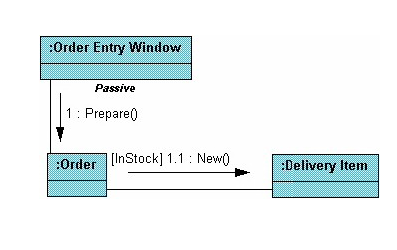 :Order Entry Window
Passive
1 : Prepare()
:Order
[InStock] 1.1 : New()
:Delivery Item